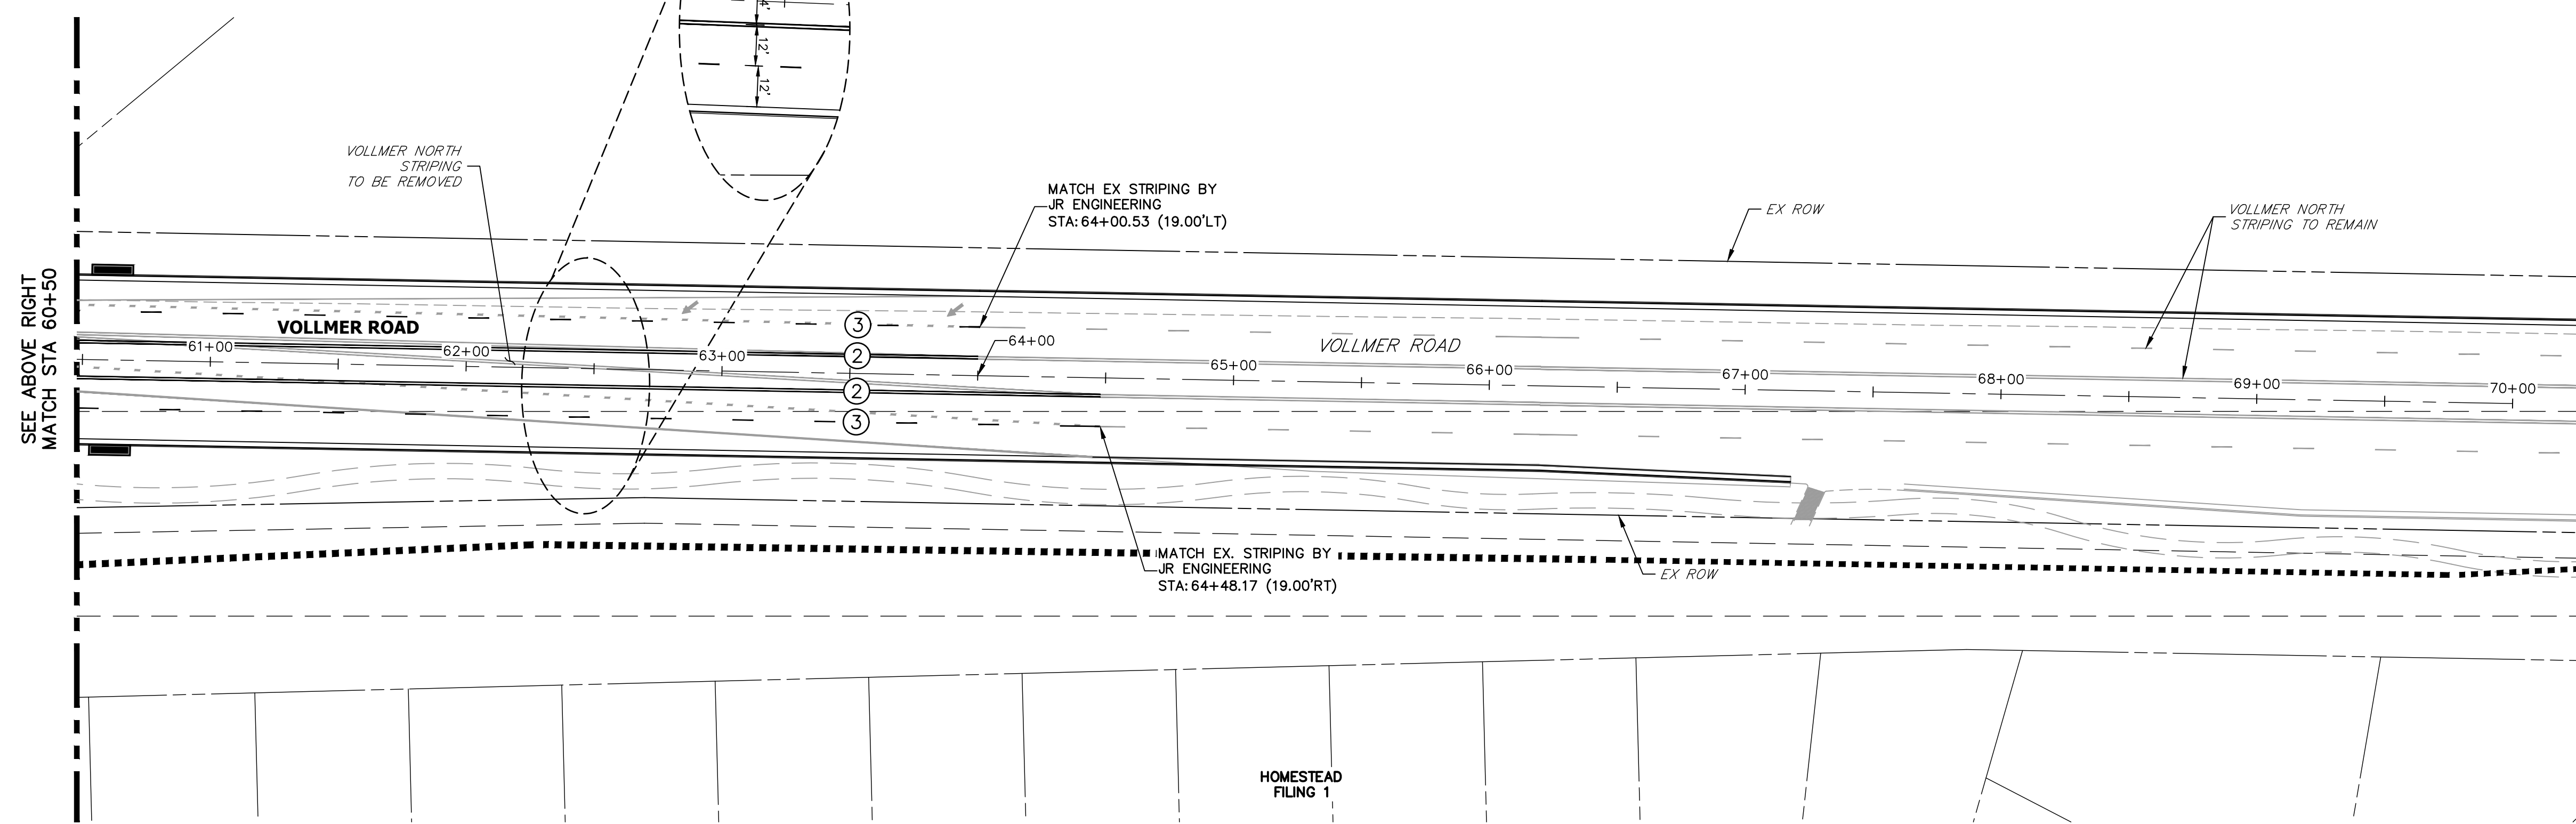 4'
12'
12'
VOLLMER NORTH
STRIPING
TO BE REMOVED
MATCH EX STRIPING BY
JR ENGINEERING
STA: 64+00.53 (19.00'LT)
EX ROW
VOLLMER NORTH
STRIPING TO REMAIN
SEE ABOVE RIGHT
MATCH STA 60+50
VOLLMER ROAD
3
2
2
3
VOLLMER ROAD
61+00
62+00
63+00
64+00
65+00
66+00
67+00
68+00
69+00
70+00
MATCH EX. STRIPING BY
JR ENGINEERING
STA: 64+48.17 (19.00'RT)
EX ROW
HOMESTEAD
FILING 1